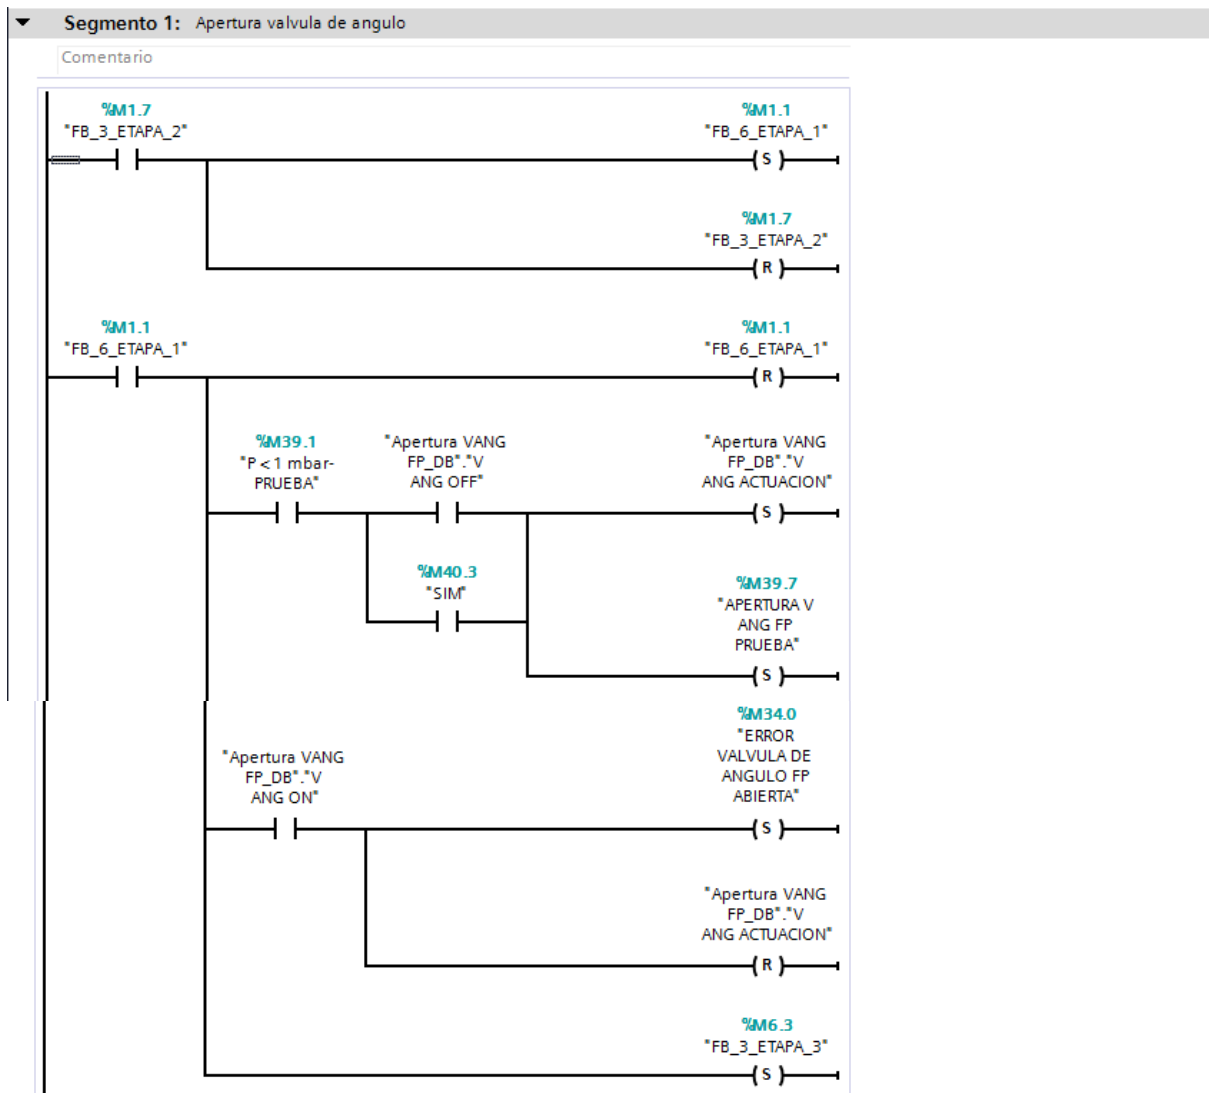 Segmento 1: Apertura valvula de angulo
Comentario
%M1.7
"FB_3_ETAPA_2"
%M1.1
"FB_6_ETAPA_1"
( S )
%M1.7
"FB_3_ETAPA_2"
( R )
%M1.1
"FB_6_ETAPA_1"
%M1.1
"FB_6_ETAPA_1"
( R )
%M39.1
"P < 1 mbar-
PRUEBA"
"Apertura VANG
FP_DB"."V
ANG OFF"
"Apertura VANG
FP_DB"."V
ANG ACTUACION"
( S )
%M40.3
"SIM"
%M39.7
"APERTURA V
ANG FP
PRUEBA"
( S )
"Apertura VANG
FP_DB"."V
ANG ON"
%M34.0
"ERROR
VALVULA DE
ANGULO FP
ABIERTA"
( S )
"Apertura VANG
FP_DB"."V
ANG ACTUACION"
( R )
%M6.3
"FB_3_ETAPA_3"
( S )